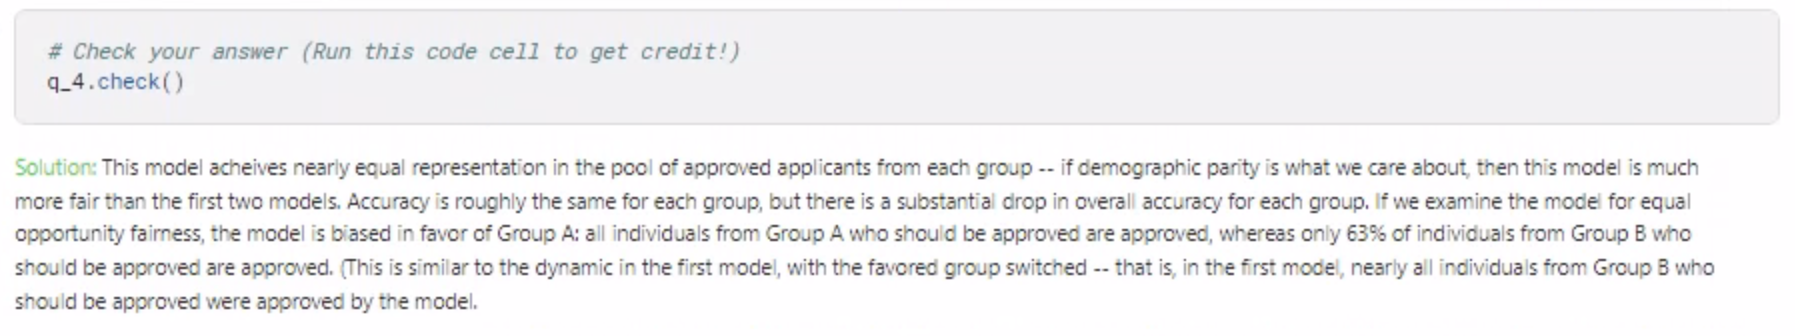 # Check your answer (Run this code cell to get credit!)
q_4.check()
Solution: This model acheives nearly equal representation in the pool of approved applicants from each group -- if demographic parity is what we care about, then this model is much
more fair than the first two models. Accuracy is roughly the same for each group, but there is a substantial drop in overall accuracy for each group. If we examine the model for equal
opportunity fairness, the model is biased in favor of Group A: all individuals from Group A who should be approved are approved, whereas only 63% of individuals from Group B who
should be approved are approved. (This is similar to the dynamic in the first model, with the favored group switched -- that is, in the first model, nearly all individuals from Group B who
should be approved were approved by the model.